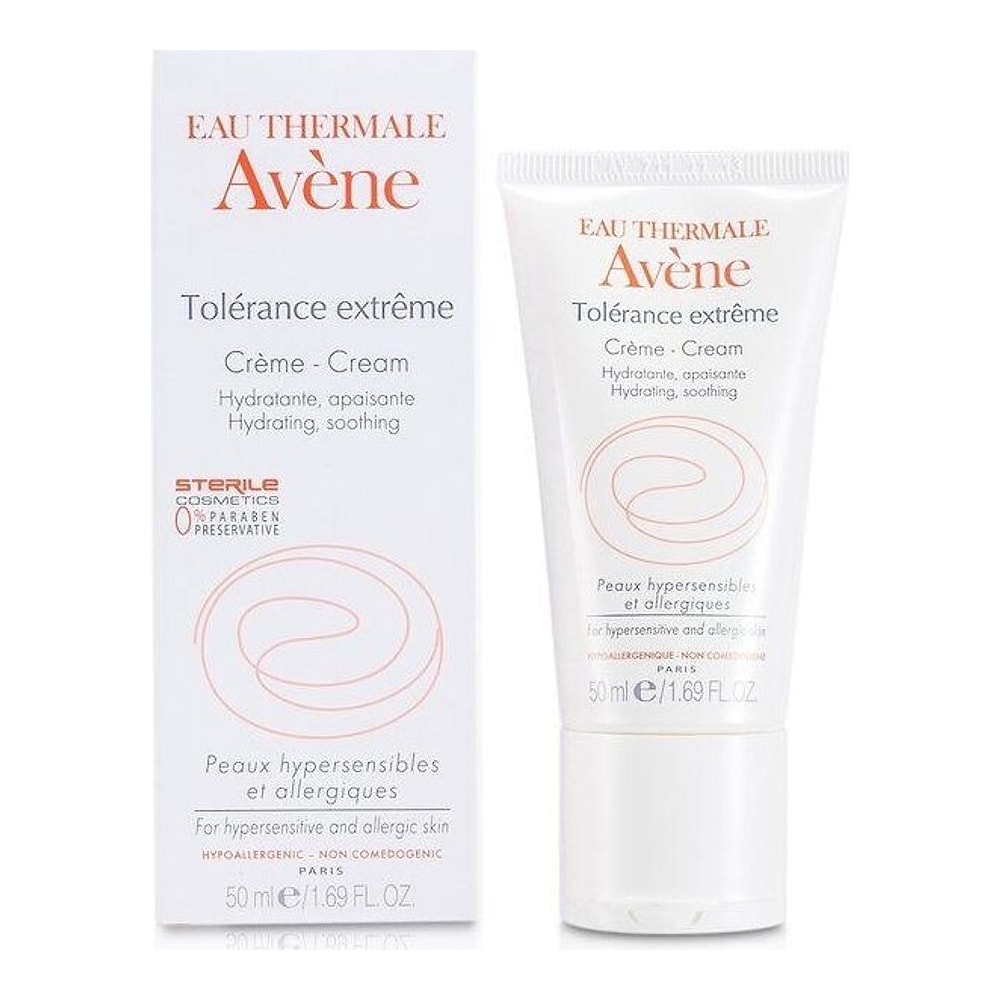 EAU THERMALE
Avène
Tolérance extrême
Crème - Cream
Hydratante, apaisante
Hydrating, soothing
STERILE
COSMETICS
0% PARABEN
PRESERVATIVE
Peaux hypersensibles
et allergiques
For hypersensitive and allergic skin
HYPOALLERGENIC – NON COMEDOGENIC
PARIS
50 ml e/1.69 FL. OZ.
EAU THERMALE
Avène
Tolérance extrême
Crème - Cream
Hydratante, apaisante
Hydrating, soothing
Peaux hypersensibles
et allergiques
For hypersensitive and allergic skin
HYPOALLERGENIQUE - NON COMEDOGENE
PARIS
50 ml e/1.69 FL. OZ.